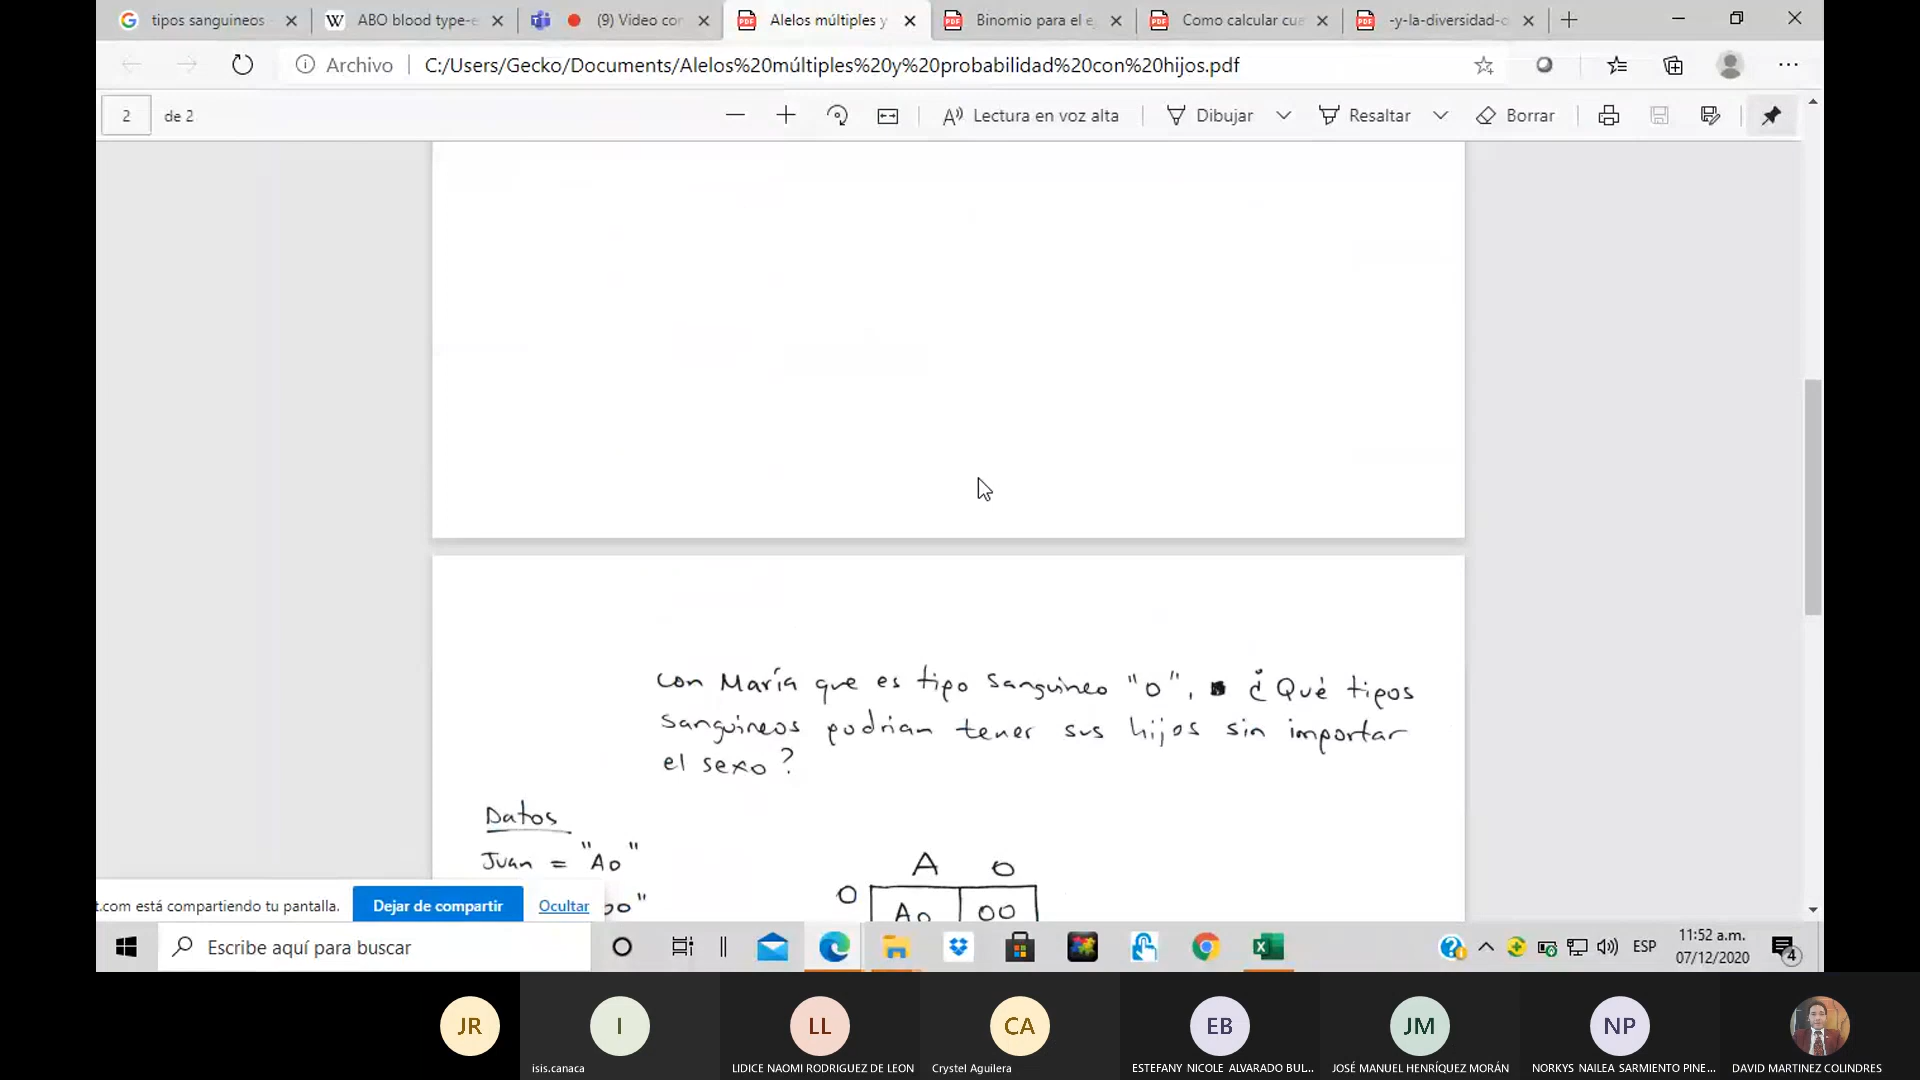 tipos sanguineos
ABO blood type-e
(9) Video cor
Alelos múltiples y
Binomio para el e
Como calcular cua
-y-la-diversidad-o
Archivo
C:/Users/Gecko/Documents/Alelos%20múltiples%20y%20probabilidad%20con%20hijos.pdf
2 de 2
Lectura en voz alta
Dibujar
Resaltar
Borrar
con María que es tipo sanguineo "O", ¿Qué tipos
sanguineos podrian tener sus hijos sin importar
el sexo?
Datos
Juan = "AO"
OO"
A O
O
AO OO
t.com está compartiendo tu pantalla.
Dejar de compartir
Ocultar
Escribe aquí para buscar
ESP
11:52 a.m.
07/12/2020
4
JR
I
LL
CA
EB
JM
NP
isis.canaca
LIDICE NAOMI RODRIGUEZ DE LEON
Crystel Aguilera
ESTEFANY NICOLE ALVARADO BUL...
JOSÉ MANUEL HENRÍQUEZ MORÁN
NORKYS NAILEA SARMIENTO PINE...
DAVID MARTINEZ COLINDRES